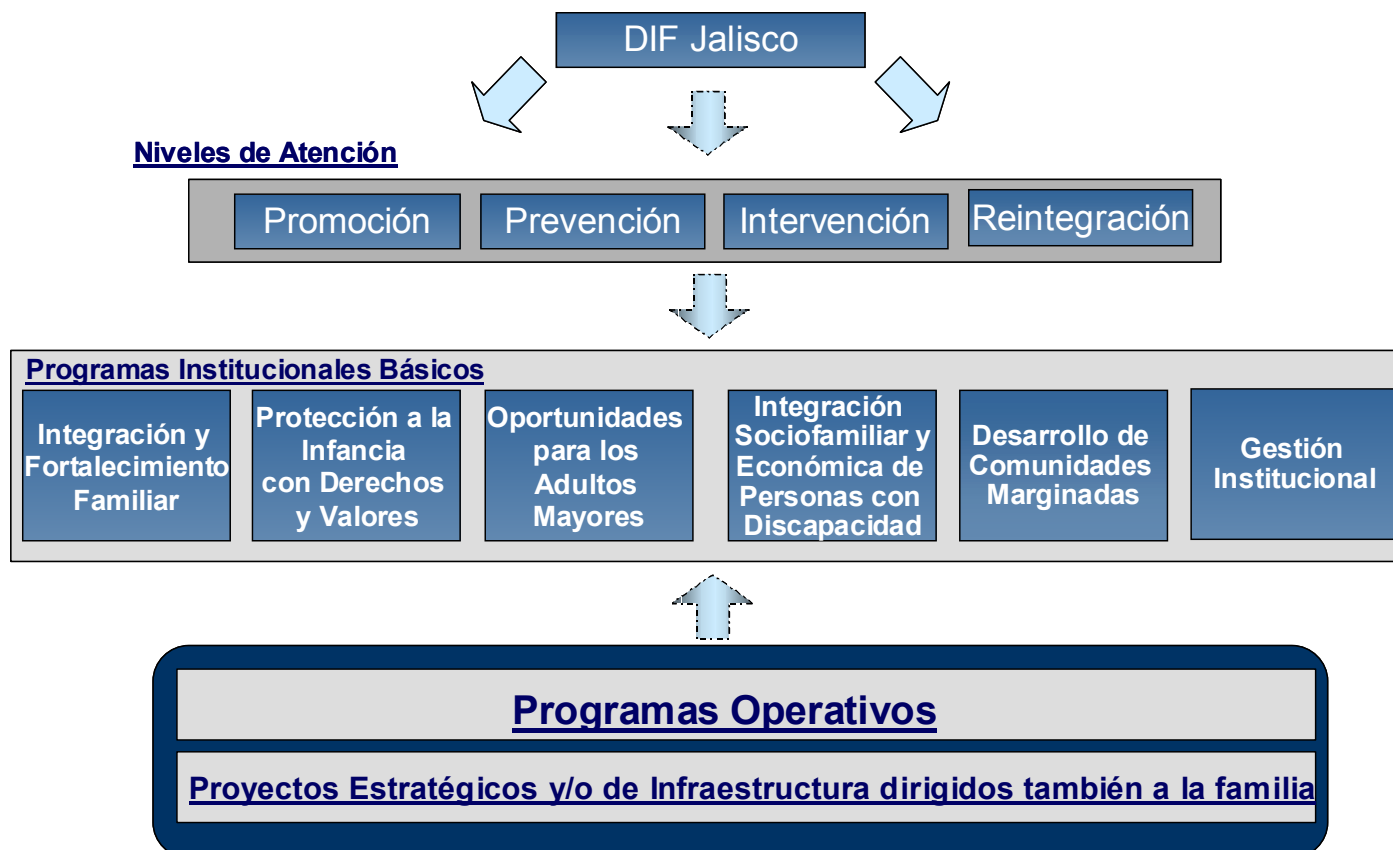 DIF Jalisco
Niveles de Atención
Promoción
Prevención
Intervención
Reintegración
Programas Institucionales Básicos
Integración y
Fortalecimiento
Familiar
Protección a la
Infancia
con Derechos
y Valores
Oportunidades
para los
Adultos
Mayores
Integración
Sociofamiliar y
Económica de
Personas con
Discapacidad
Desarrollo de
Comunidades
Marginadas
Gestión
Institucional
Programas Operativos
Proyectos Estratégicos y/o de Infraestructura dirigidos también a la familia